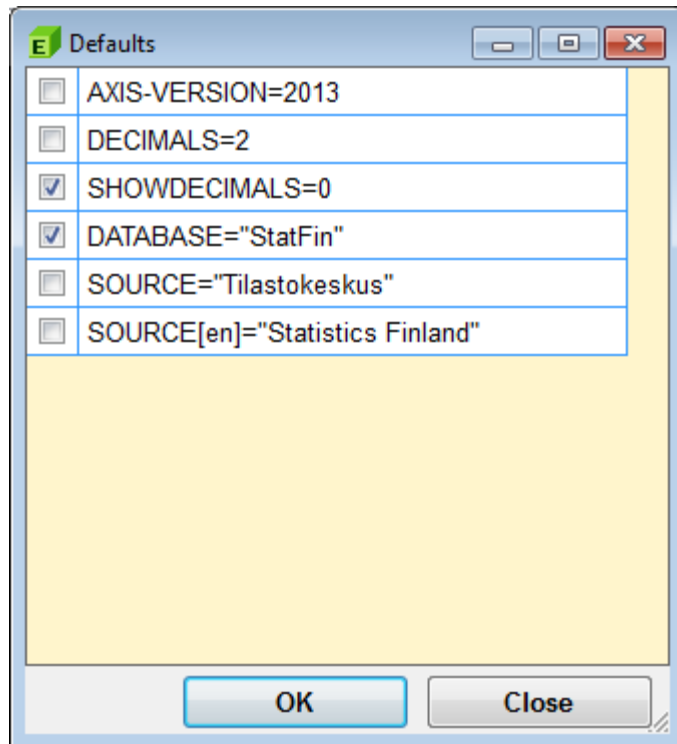 E Defaults
AXIS-VERSION=2013
DECIMALS=2
SHOWDECIMALS=0
DATABASE="StatFin"
SOURCE="Tilastokeskus"
SOURCE[en]="Statistics Finland"
OK Close